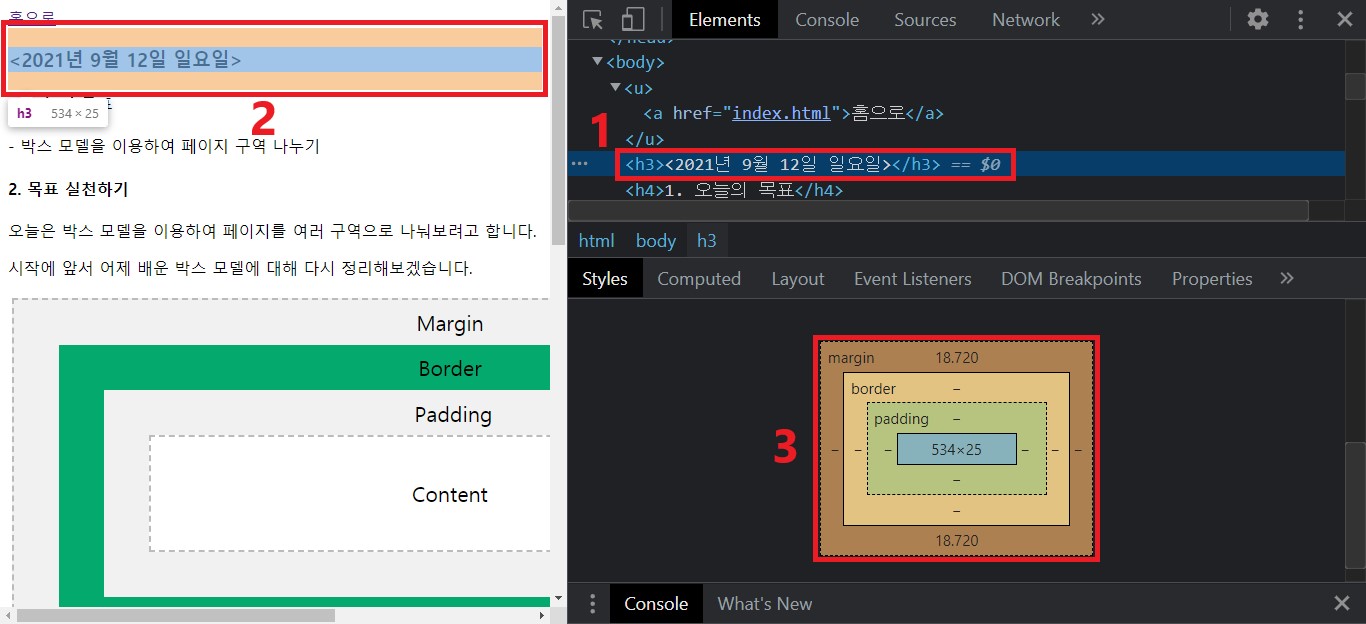 홈으로
<2021년 9월 12일 일요일>
h3 534 × 25
2
- 박스 모델을 이용하여 페이지 구역 나누기
2. 목표 실천하기
오늘은 박스 모델을 이용하여 페이지를 여러 구역으로 나눠보려고 합니다.
시작에 앞서 어제 배운 박스 모델에 대해 다시 정리해보겠습니다.
Margin
Border
Padding
Content
Elements Console Sources Network »
</head>
▼<body>
▼<u>
<a href="index.html">홈으로</a>
</u>
1
... <h3><2021년 9월 12일 일요일></h3> == $0
<h4>1. 오늘의 목표</h4>
html body h3
Styles Computed Layout Event Listeners DOM Breakpoints Properties »
3
margin 18.720
border –
padding –
– – – 534×25 – – –
–
–
18.720
Console What's New